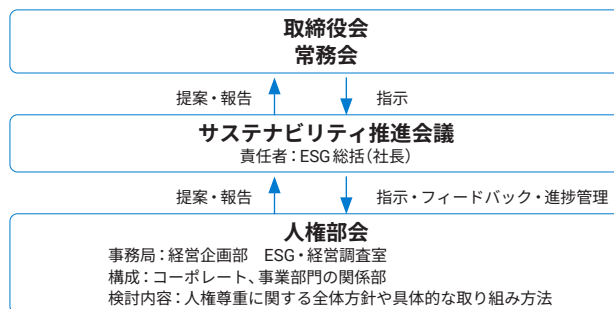 取締役会
常務会
提案・報告
指示
サステナビリティ推進会議
責任者：ESG 総括（社長）
提案・報告
指示・フィードバック・進捗管理
人権部会
事務局：経営企画部　ESG・経営調査室
構成：コーポレート、事業部門の関係部
検討内容：人権尊重に関する全体方針や具体的な取り組み方法